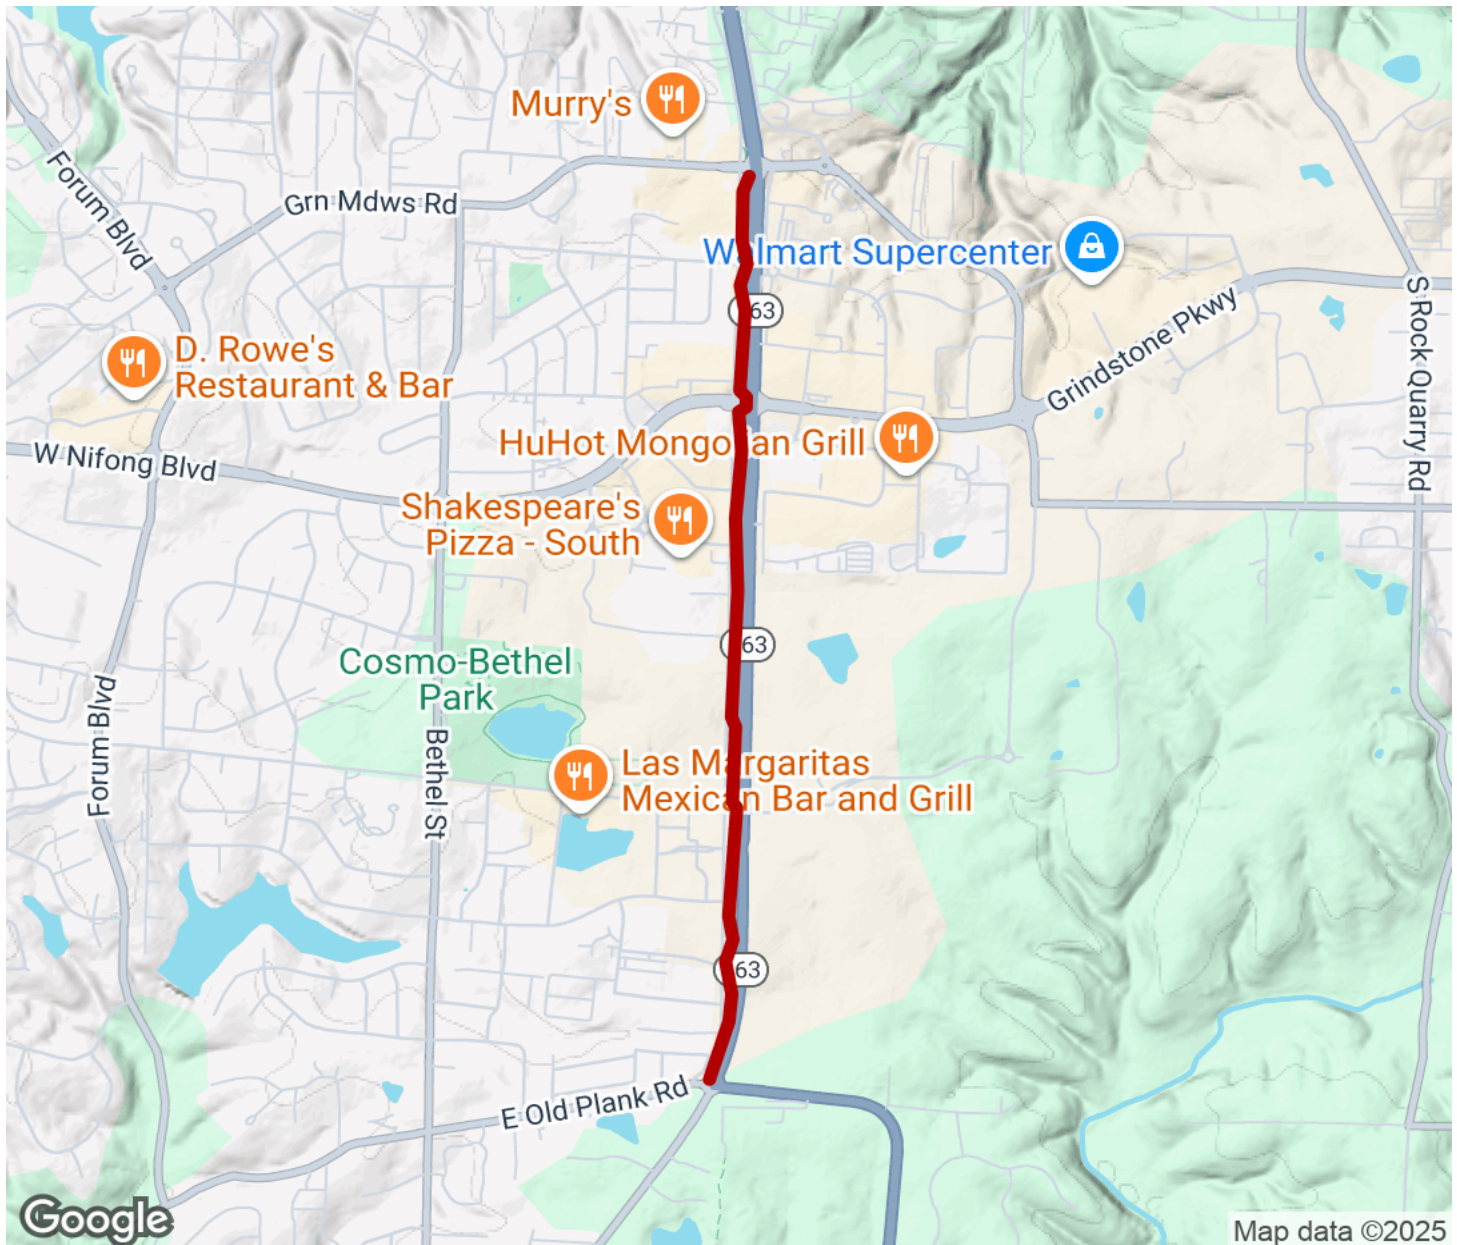 Murry's
Forum Blvd
Grn Mdws Rd
Walmart Supercenter
S Rock Quarry Rd
63
Grindstone Pkwy
D. Rowe's
Restaurant & Bar
HuHot Mongolian Grill
W Nifong Blvd
Shakespeare's
Pizza - South
63
Cosmo-Bethel
Park
Forum Blvd
Bethel St
Las Margaritas
Mexican Bar and Grill
63
E Old Plank Rd
Google
Map data ©2025